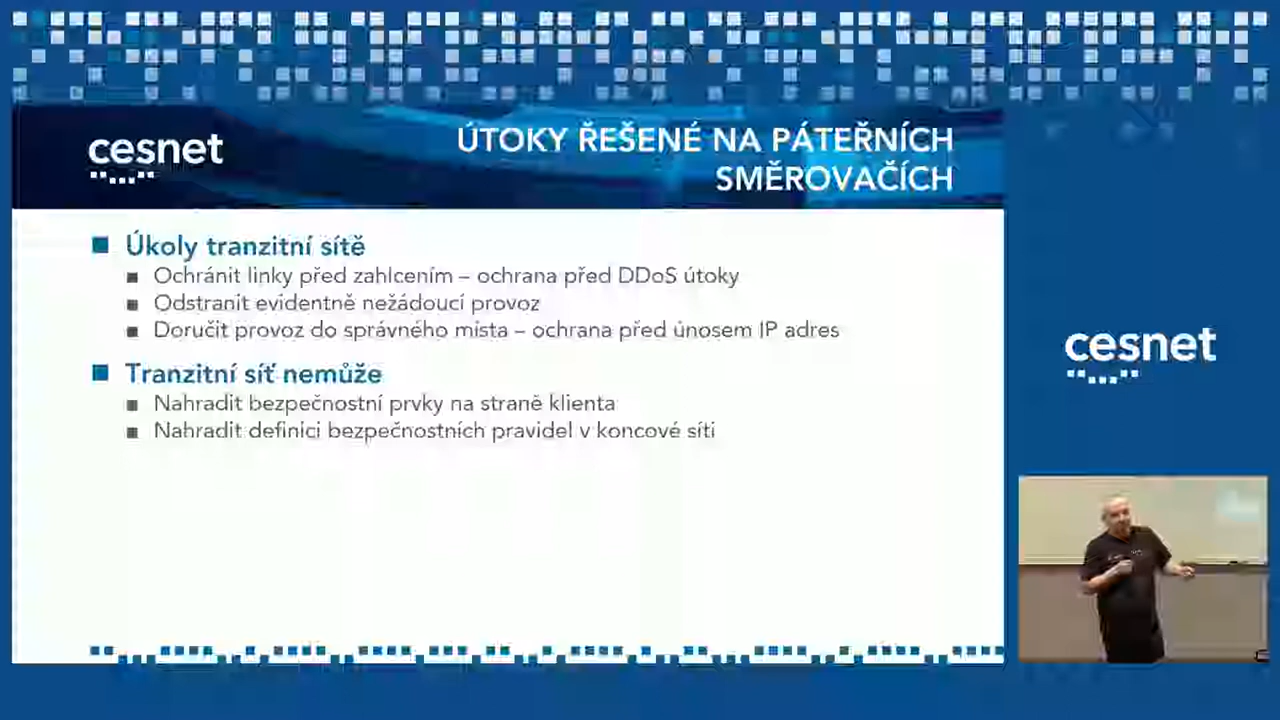 cesnet
ÚTOKY ŘEŠENÉ NA PÁTEŘNÍCH
SMĚROVAČÍCH
Úkoly tranzitní sítě
Ochránit linky před zahlcením – ochrana před DDoS útoky
Odstranit evidentně nežádoucí provoz
Doručit provoz do správného místa – ochrana před únosem IP adres
Tranzitní síť nemůže
Nahradit bezpečnostní prvky na straně klienta
Nahradit definici bezpečnostních pravidel v koncové síti
cesnet